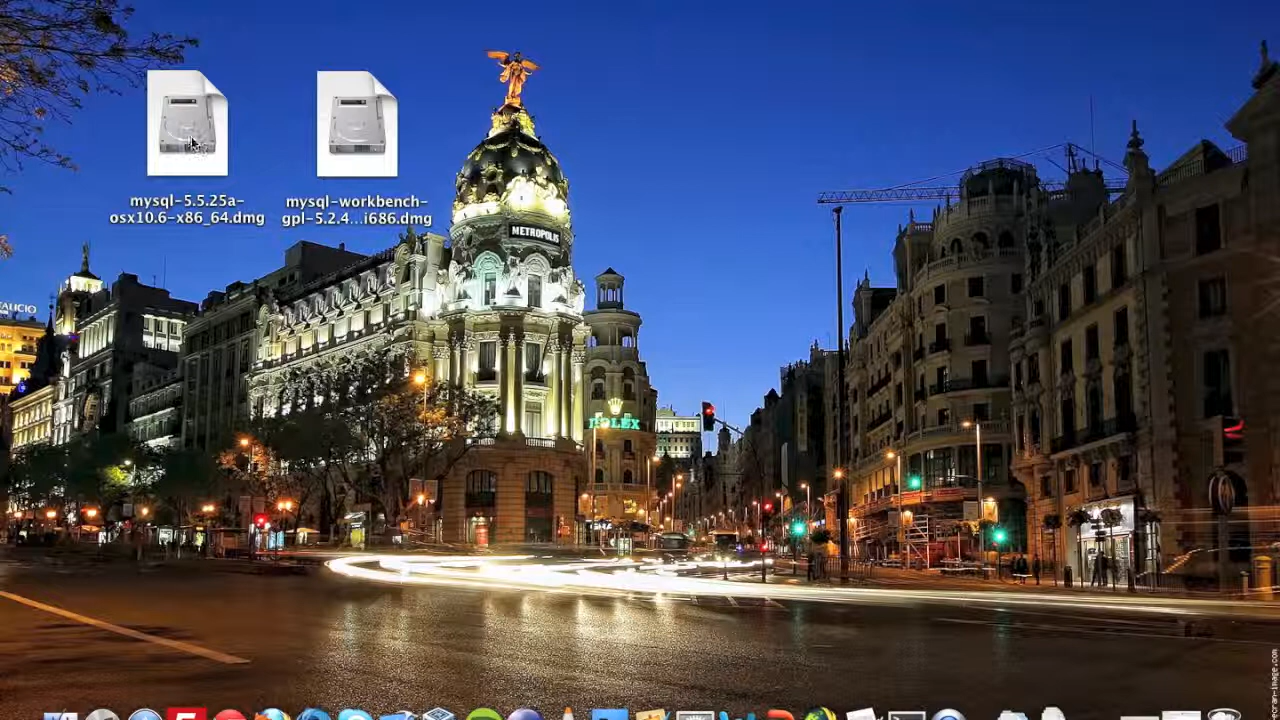 mysql-5.5.25a-
osx10.6-x86_64.dmg
mysql-workbench-
gpl-5.2.4...i686.dmg
METROPOLIS
ROLEX